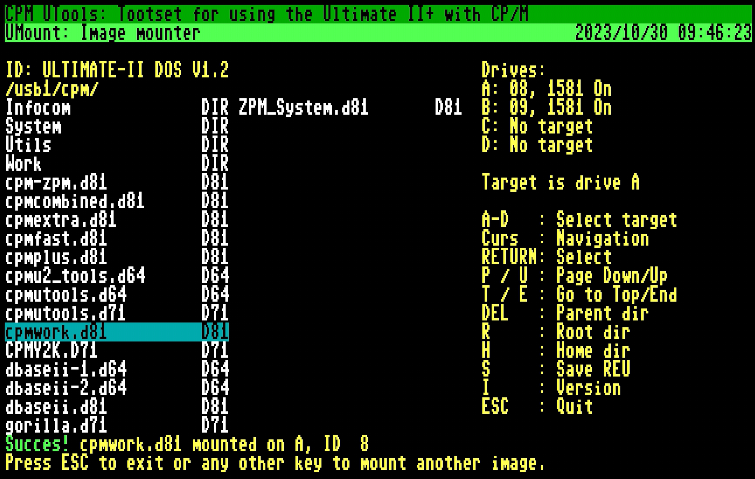 CPM UTools: Tootset for using the Ultimate II+ with CP/M
UMount: Image mounter 2023/10/30 09:46:23
ID: ULTIMATE-II DOS V1.2
/usb1/cpm/
Infocom DIR ZPM_System.d81 D81
System DIR
Utils DIR
Work DIR
cpm-zpm.d81 D81
cpmcombined.d81 D81
cpmextra.d81 D81
cpmfast.d81 D81
cpmplus.d81 D81
cpmu2_tools.d64 D64
cpmutools.d64 D64
cpmutools.d71 D71
cpmwork.d81 D81
CPMY2K.D71 D71
dbaseii-1.d64 D64
dbaseii-2.d64 D64
dbaseii.d81 D81
gorilla.d71 D71
Drives:
A: 08, 1581 On
B: 09, 1581 On
C: No target
D: No target
Target is drive A
A-D : Select target
Curs : Navigation
RETURN: Select
P / U : Page Down/Up
T / E : Go to Top/End
DEL : Parent dir
R : Root dir
H : Home dir
S : Save REU
I : Version
ESC : Quit
Succes! cpmwork.d81 mounted on A, ID 8
Press ESC to exit or any other key to mount another image.